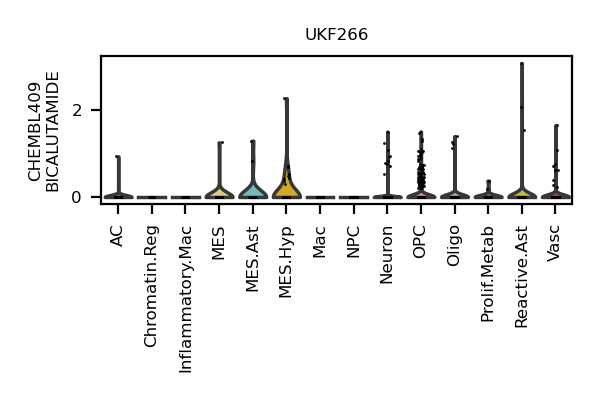 UKF266
CHEMBL409
BICALUTAMIDE
2
0
AC
Chromatin.Reg
Inflammatory.Mac
MES
MES.Ast
MES.Hyp
Mac
NPC
Neuron
OPC
Oligo
Prolif.Metab
Reactive.Ast
Vasc